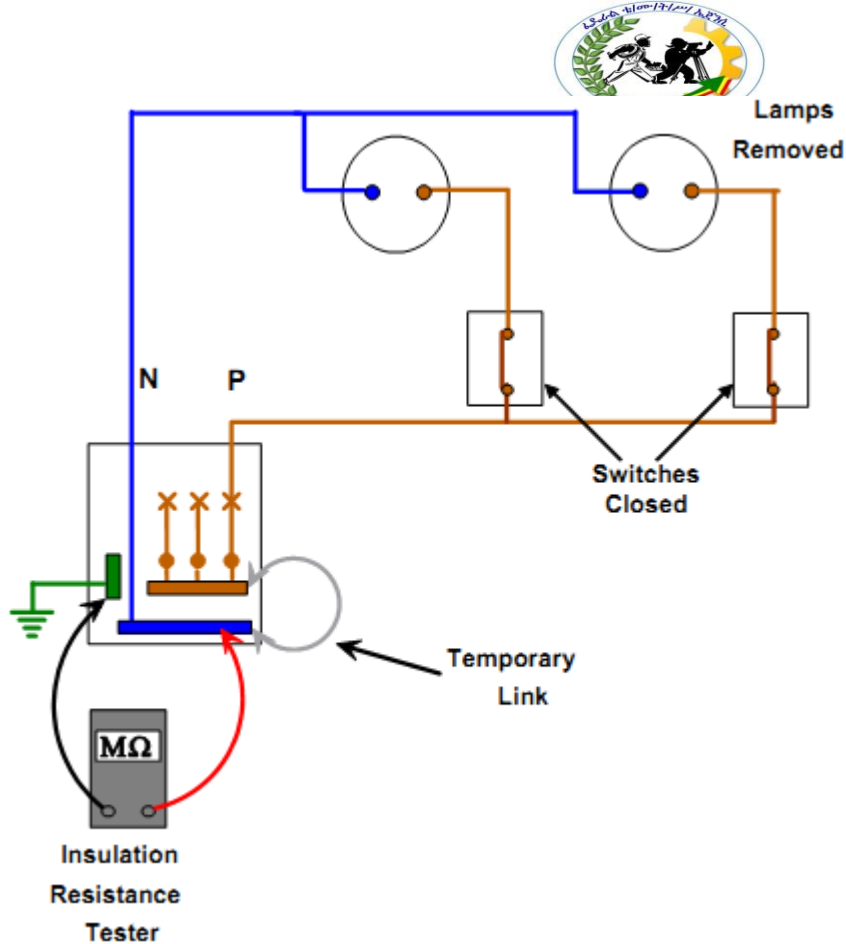 Lamps
Removed
N P
Switches
Closed
Temporary
Link
MΩ
Insulation
Resistance
Tester